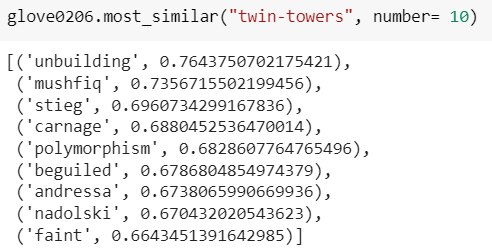 glove0206.most_similar("twin-towers", number= 10)
[('unbuilding', 0.7643750702175421),
('mushfiq', 0.7356715502199456),
('stieg', 0.6960734299167836),
('carnage', 0.6880452536470014),
('polymorphism', 0.6828607764765496),
('beguiled', 0.6786804854974379),
('andressa', 0.6738065990669936),
('nadolski', 0.670432020543623),
('faint', 0.6643451391642985)]